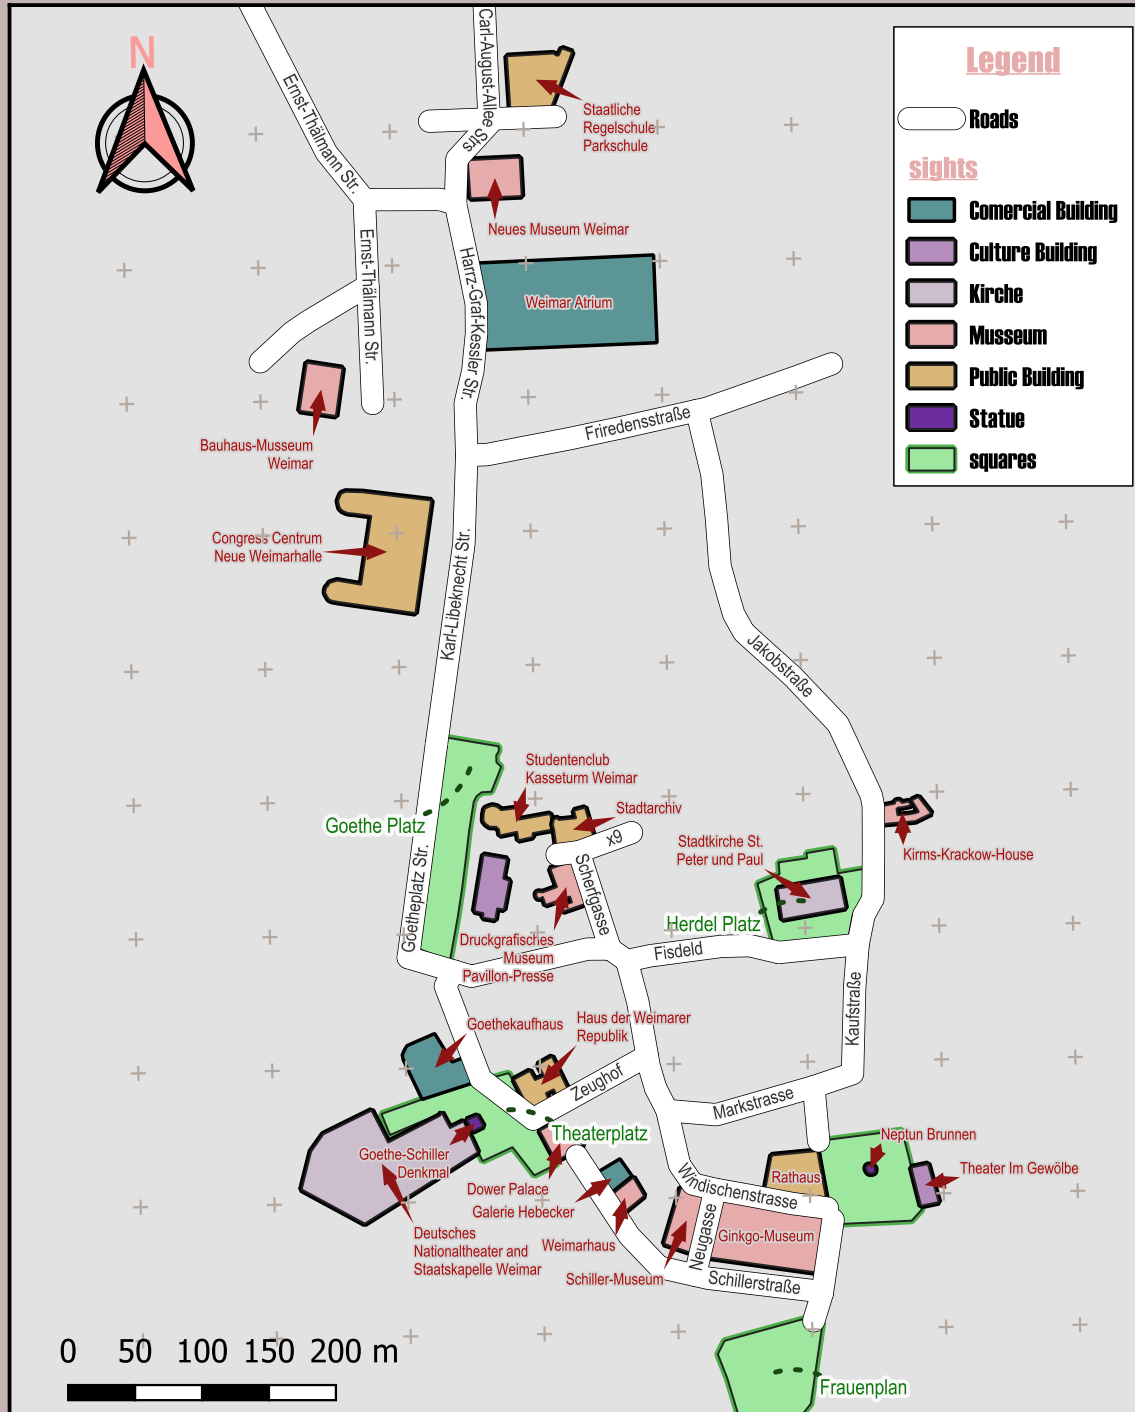 N
Carl-August-Allee
Ernst-Thälmann Str.
Staatliche
Regelschule
Parkschule
Strs
Neues Museum Weimar
Ernst-Thälmann Str.
Harrz-Graf-Kessler Str.
Weimar Atrium
Legend
Roads
sights
Comercial Building
Culture Building
Kirche
Musseum
Public Building
Statue
squares
Friredensstraße
Bauhaus-Musseum
Weimar
Congress Centrum
Neue Weimarhalle
Karl-Libeknecht Str.
Jakobstraße
Studentenclub
Kasseturm Weimar
Stadtarchiv
Goethe Platz
x9
Stadtkirche St.
Peter und Paul
Kirms-Krackow-House
Goetheplatz Str.
Scherfgasse
Herdel Platz
Druckgrafisches
Museum
Pavillon-Presse
Fisdeld
Kaufstraße
Goethekaufhaus
Haus der Weimarer
Republik
Zeughof
Markstrasse
Theaterplatz
Neptun Brunnen
Goethe-Schiller
Denkmal
Theater Im Gewölbe
Rathaus
Dower Palace
Galerie Hebecker
Windischenstrasse
Deutsches
Nationaltheater and
Staatskapelle Weimar
Weimarhaus
Neugasse
Ginkgo-Museum
Schiller-Museum
Schillerstraße
0 50 100 150 200 m
Frauenplan